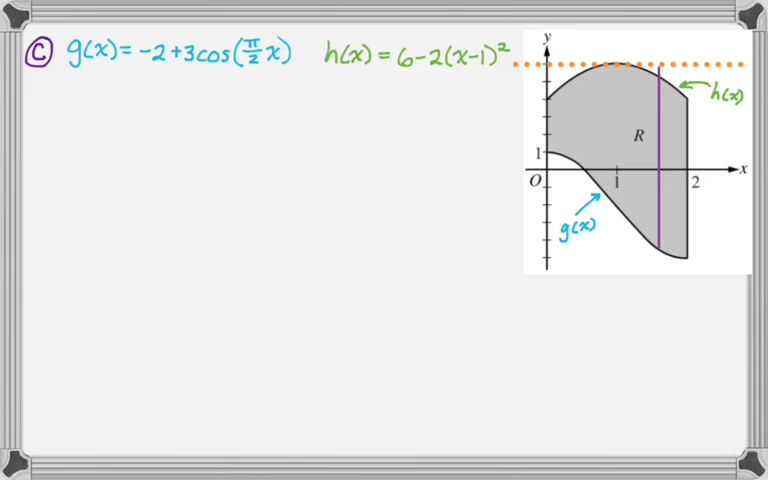 C g(x) = -2 + 3cos(π/2 x) h(x) = 6 - 2(x-1)²
y
h(x)
R
1
O 1 2 x
g(x)